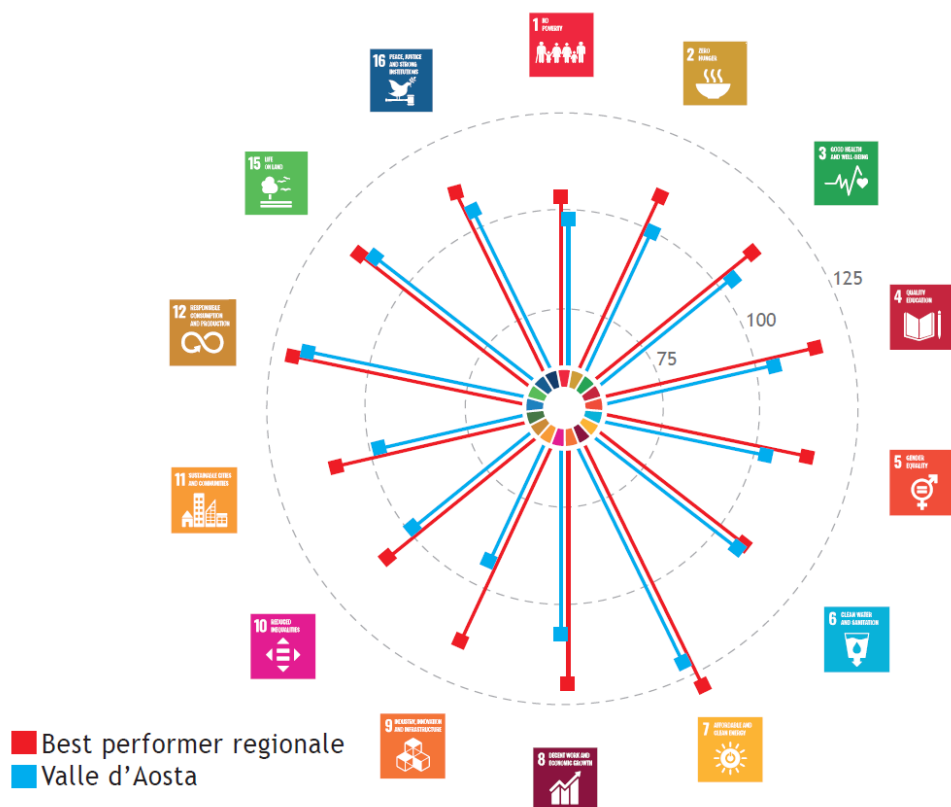 1 NO
POVERTY
2 ZERO
HUNGER
3 GOOD HEALTH
AND WELL-BEING
4 QUALITY
EDUCATION
5 GENDER
EQUALITY
6 CLEAN WATER
AND SANITATION
7 AFFORDABLE AND
CLEAN ENERGY
8 DECENT WORK AND
ECONOMIC GROWTH
9 INDUSTRY, INNOVATION
AND INFRASTRUCTURE
10 REDUCED
INEQUALITIES
11 SUSTAINABLE CITIES
AND COMMUNITIES
12 RESPONSIBLE
CONSUMPTION
AND PRODUCTION
15 LIFE
ON LAND
16 PEACE, JUSTICE
AND STRONG
INSTITUTIONS
125
100
75
Best performer regionale
Valle d'Aosta